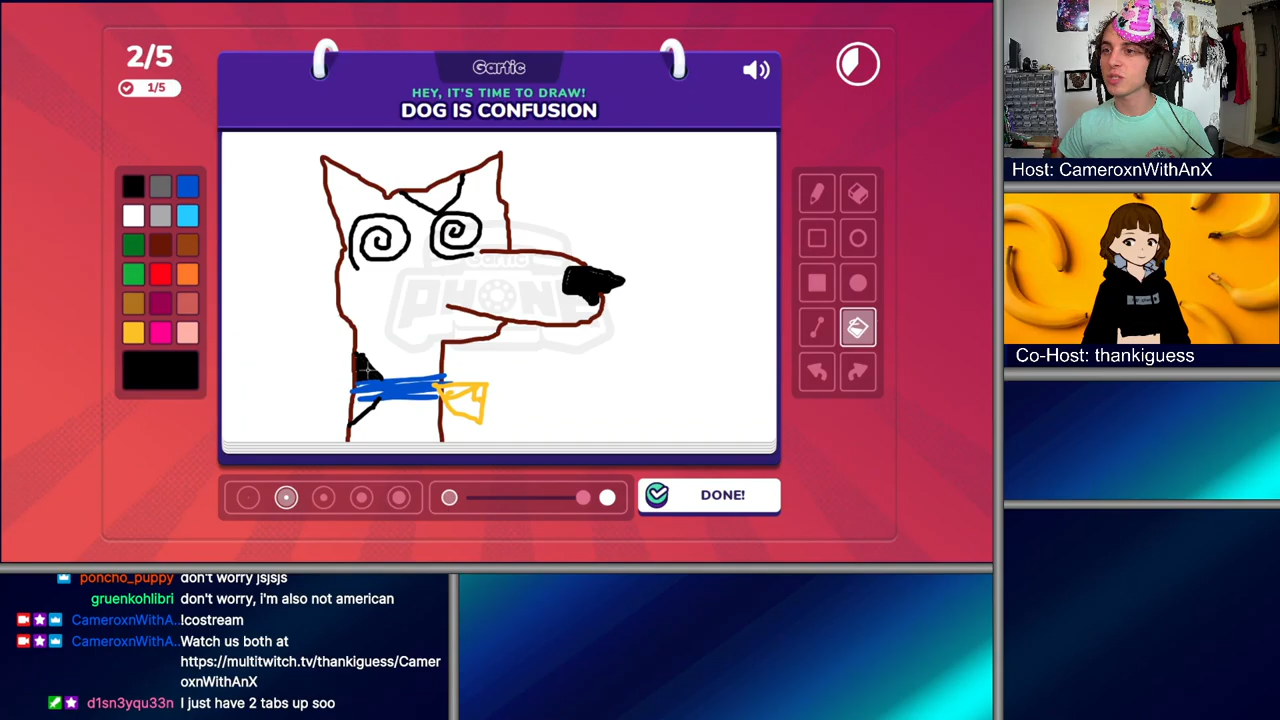 2/5
1/5
Gartic
HEY, IT'S TIME TO DRAW!
DOG IS CONFUSION
Gartic
PHONE
DONE!
Host: CameroxnWithAnX
Co-Host: thankiguess
poncho_puppy don't worry jsjsjs
gruenkohlibri don't worry, i'm also not american
CameroxnWithA.. !costream
CameroxnWithA.. Watch us both at
https://multitwitch.tv/thankiguess/Camer
oxnWithAnX
d1sn3yqu33n I just have 2 tabs up soo